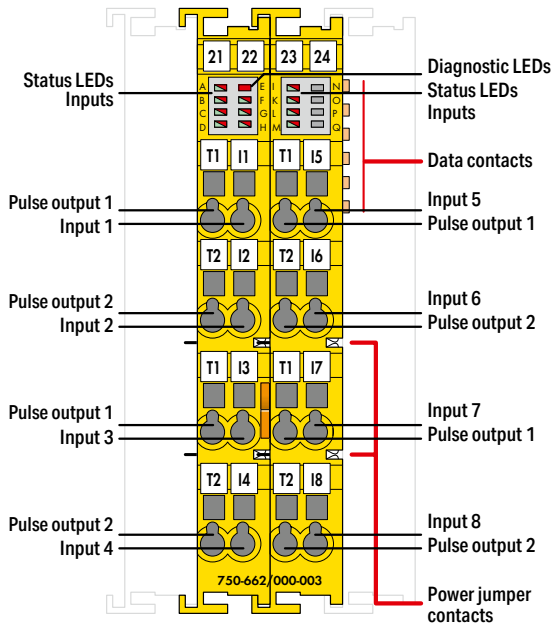 21 22 23 24
Status LEDs
Inputs
Diagnostic LEDs
Status LEDs
Inputs
A E I N
B F K O
C G L P
D H M Q
Data contacts
T1 I1 T1 I5
Pulse output 1
Input 1
Input 5
Pulse output 1
T2 I2 T2 I6
Pulse output 2
Input 2
Input 6
Pulse output 2
T1 I3 T1 I7
Pulse output 1
Input 3
Input 7
Pulse output 1
T2 I4 T2 I8
Pulse output 2
Input 4
Input 8
Pulse output 2
750-662/000-003
Power jumper
contacts